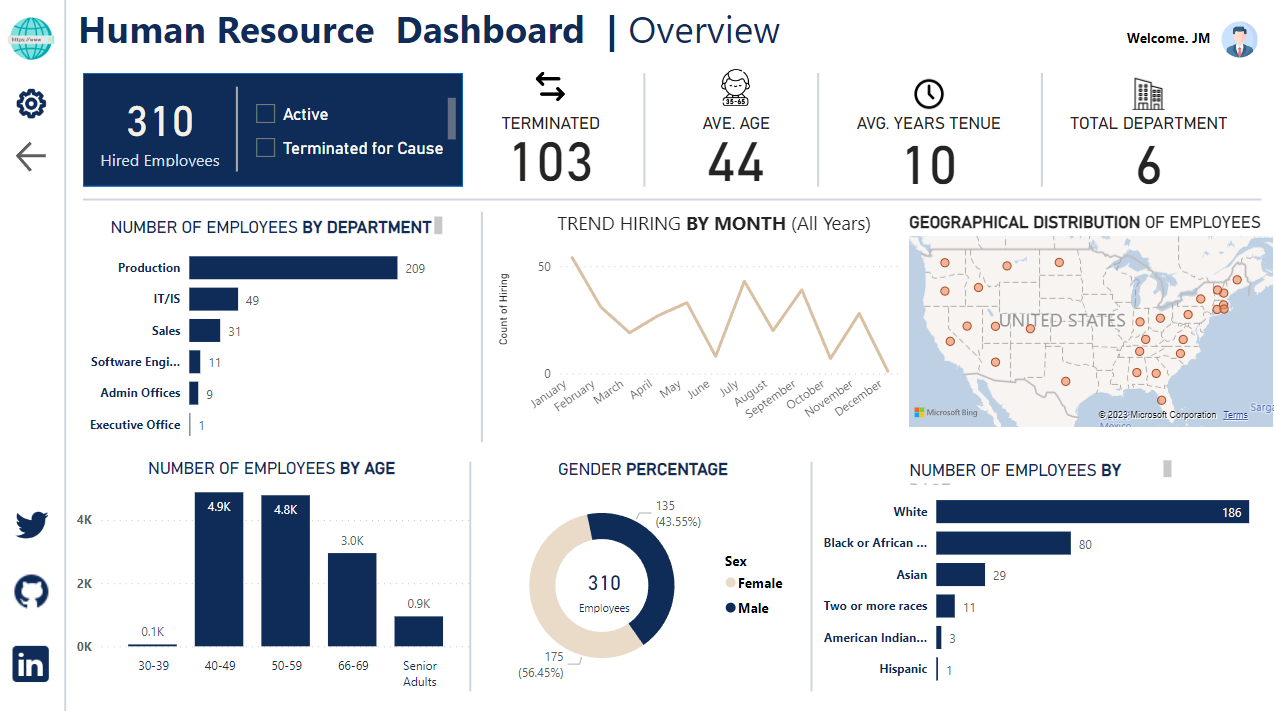 Human Resource Dashboard | Overview
Welcome. JM
https://www
310
Hired Employees
Active
Terminated for Cause
TERMINATED
103
35-65
AVE. AGE
44
AVG. YEARS TENUE
10
TOTAL DEPARTMENT
6
NUMBER OF EMPLOYEES BY DEPARTMENT
Production 209
IT/IS 49
Sales 31
Software Engi... 11
Admin Offices 9
Executive Office 1
TREND HIRING BY MONTH (All Years)
Count of Hiring
50
0
January
February
March
April
May
June
July
August
September
October
November
December
GEOGRAPHICAL DISTRIBUTION OF EMPLOYEES
UNITED STATES
Microsoft Bing
© 2023 Microsoft Corporation Terms
Sarga
Mexico
NUMBER OF EMPLOYEES BY AGE
4K
2K
0K
0.1K
4.9K
4.8K
3.0K
0.9K
30-39
40-49
50-59
66-69
Senior
Adults
GENDER PERCENTAGE
135
(43.55%)
310
Employees
175
(56.45%)
Sex
Female
Male
in
NUMBER OF EMPLOYEES BY
White 186
Black or African ... 80
Asian 29
Two or more races 11
American Indian... 3
Hispanic 1